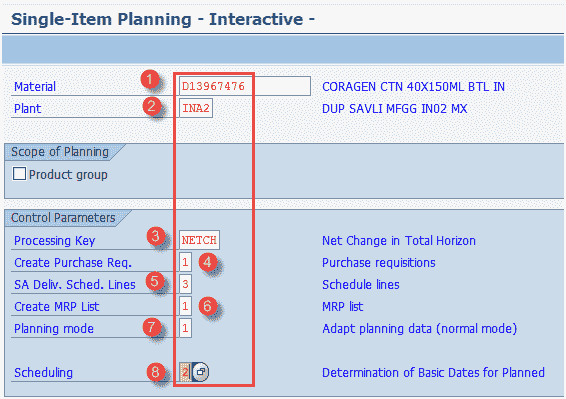 Single-Item Planning - Interactive -
Material 1 D13967476 CORAGEN CTN 40X150ML BTL IN
Plant 2 INA2 DUP SAVLI MFGG IN02 MX
Scope of Planning
Product group
Control Parameters
Processing Key 3 NETCH Net Change in Total Horizon
Create Purchase Req. 1 4 Purchase requisitions
SA Deliv. Sched. Lines 5 3 Schedule lines
Create MRP List 1 6 MRP list
Planning mode 7 1 Adapt planning data (normal mode)
Scheduling 8 2 Determination of Basic Dates for Planned